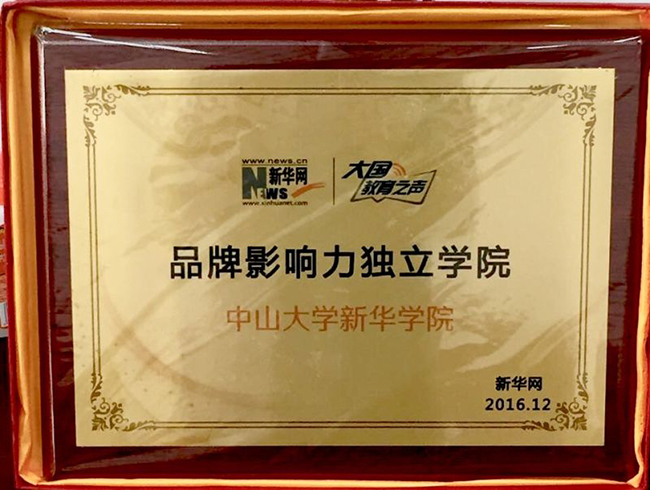 www.news.cn
新华网
NEWS
www.xinhuanet.com
大国
教育之声
品牌影响力独立学院
中山大学新华学院
新华网
2016.12